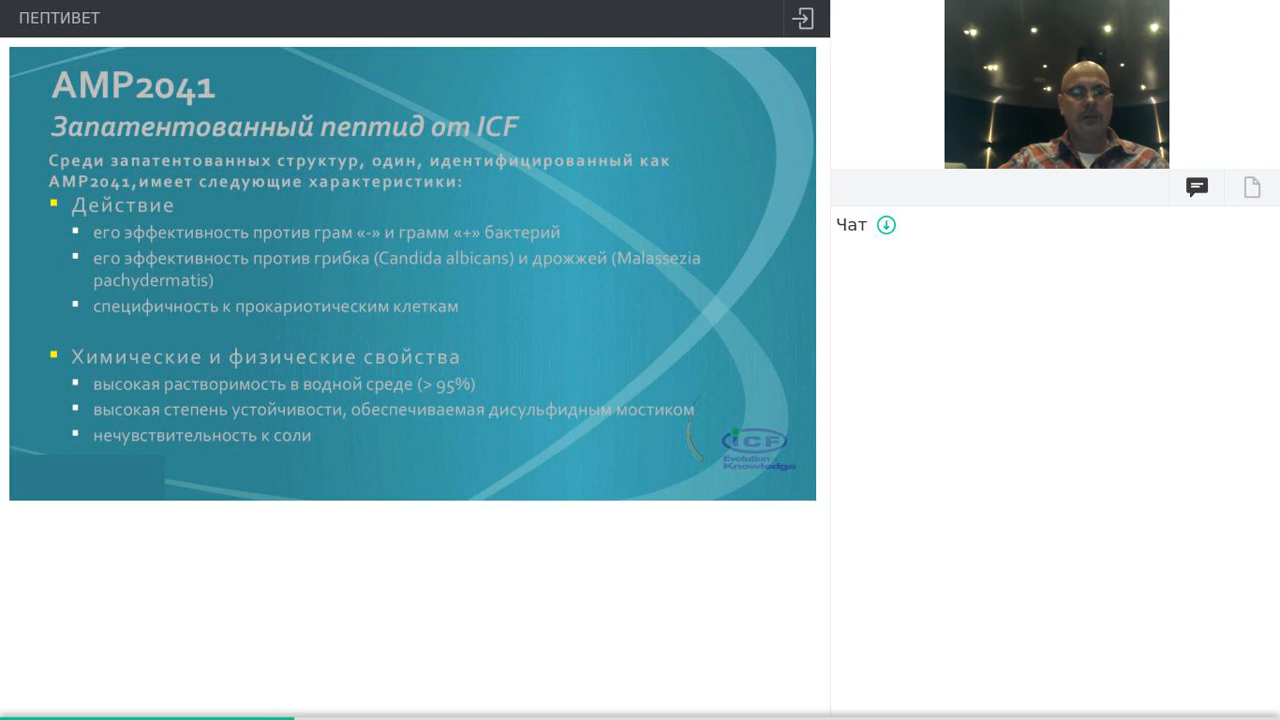 ПЕПТИВЕТ
АМР2041
Запатентованный пептид от ICF
Среди запатентованных структур, один, идентифицированный как
АМР2041,имеет следующие характеристики:
Действие
его эффективность против грам «-» и грамм «+» бактерий
его эффективность против грибка (Candida albicans) и дрожжей (Malassezia
pachydermatis)
специфичность к прокариотическим клеткам
Химические и физические свойства
высокая растворимость в водной среде (> 95%)
высокая степень устойчивости, обеспечиваемая дисульфидным мостиком
нечувствительность к соли
iCF
Evolution
Knowledge
Чат